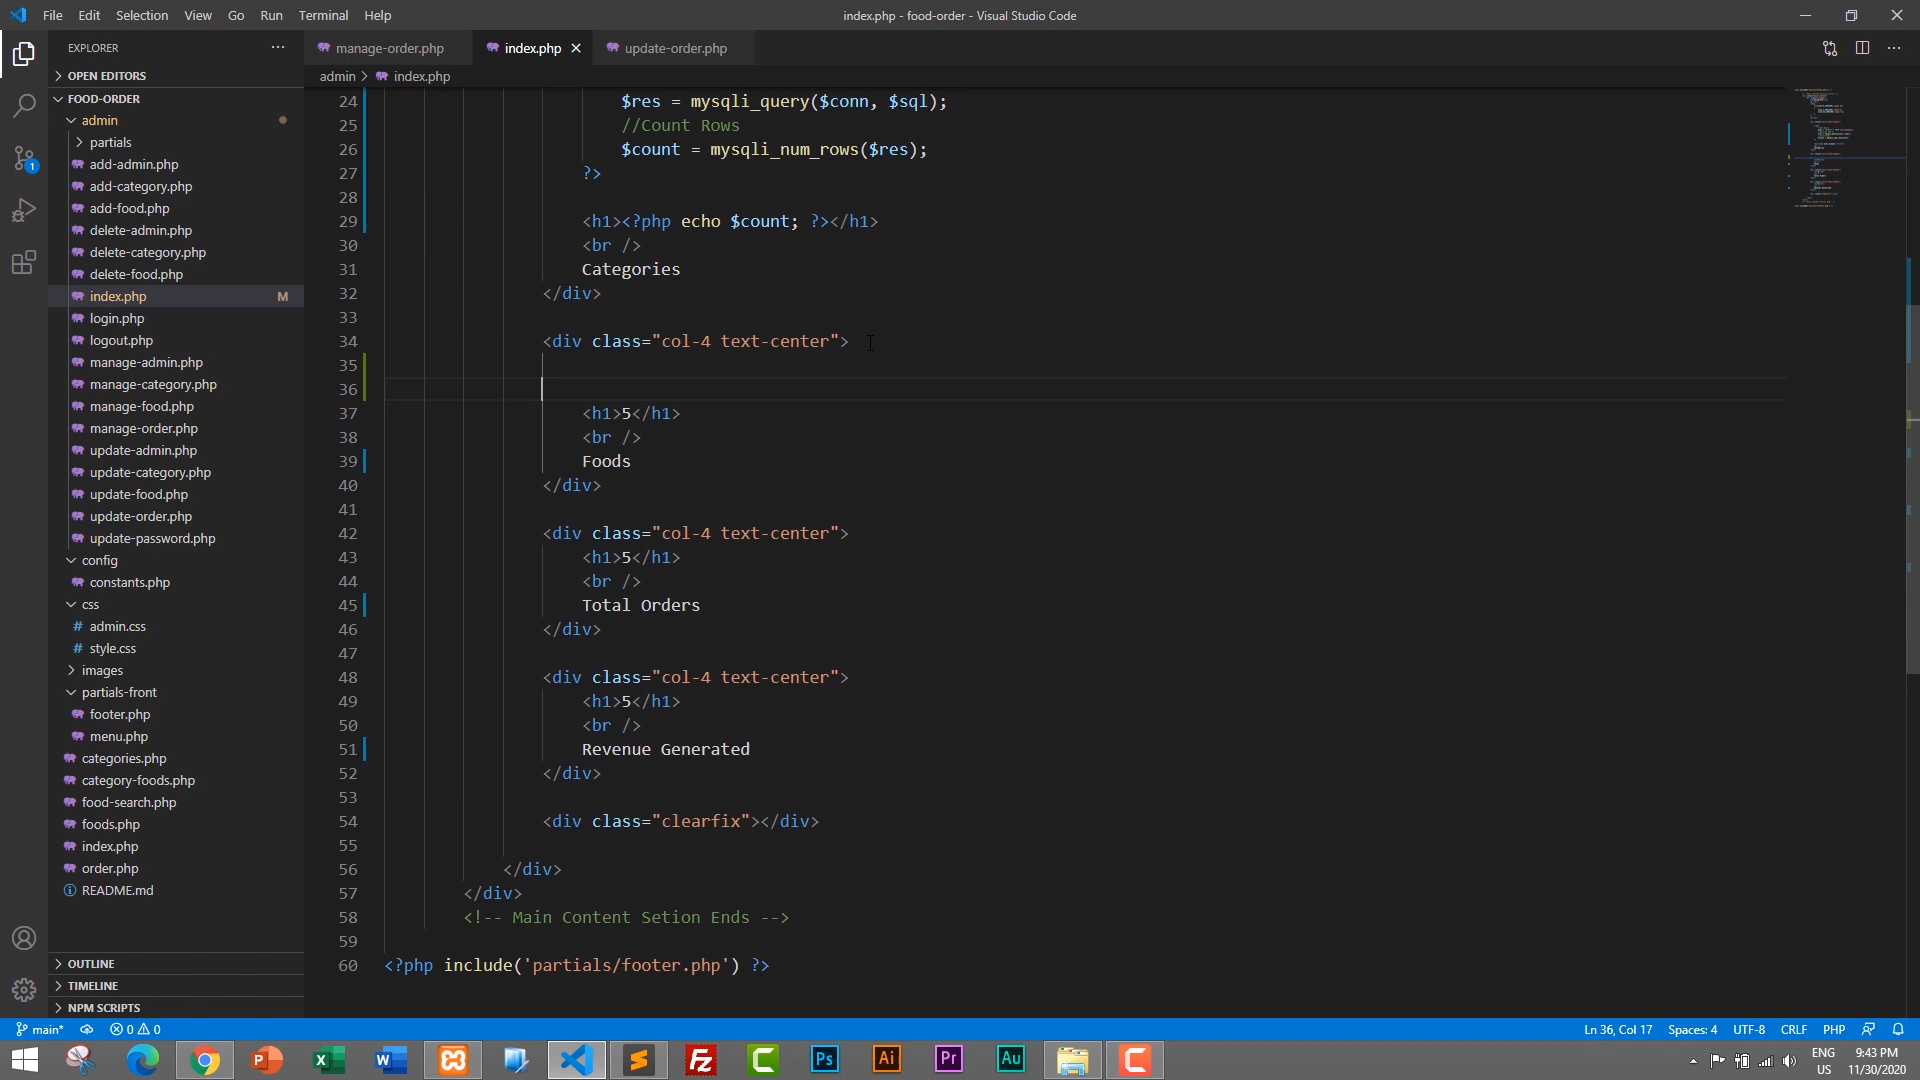 File Edit Selection View Go Run Terminal Help
index.php - food-order - Visual Studio Code
EXPLORER
manage-order.php
index.php
update-order.php
OPEN EDITORS
admin > index.php
FOOD-ORDER
admin
partials
add-admin.php
add-category.php
add-food.php
delete-admin.php
delete-category.php
delete-food.php
index.php M
login.php
logout.php
manage-admin.php
manage-category.php
manage-food.php
manage-order.php
update-admin.php
update-category.php
update-food.php
update-order.php
update-password.php
config
constants.php
css
admin.css
style.css
images
partials-front
footer.php
menu.php
categories.php
category-foods.php
food-search.php
foods.php
index.php
order.php
README.md
OUTLINE
TIMELINE
NPM SCRIPTS
24 $res = mysqli_query($conn, $sql);
25 //Count Rows
26 $count = mysqli_num_rows($res);
27 ?>
28
29 <h1><?php echo $count; ?></h1>
30 <br />
31 Categories
32 </div>
33
34 <div class="col-4 text-center">
35
36
37 <h1>5</h1>
38 <br />
39 Foods
40 </div>
41
42 <div class="col-4 text-center">
43 <h1>5</h1>
44 <br />
45 Total Orders
46 </div>
47
48 <div class="col-4 text-center">
49 <h1>5</h1>
50 <br />
51 Revenue Generated
52 </div>
53
54 <div class="clearfix"></div>
55
56 </div>
57 </div>
58 <!-- Main Content Setion Ends -->
59
60 <?php include('partials/footer.php') ?>
1
main* 0 0
Ln 36, Col 17 Spaces: 4 UTF-8 CRLF PHP
Fz Ps Ai Pr Au
ENG
US
9:43 PM
11/30/2020